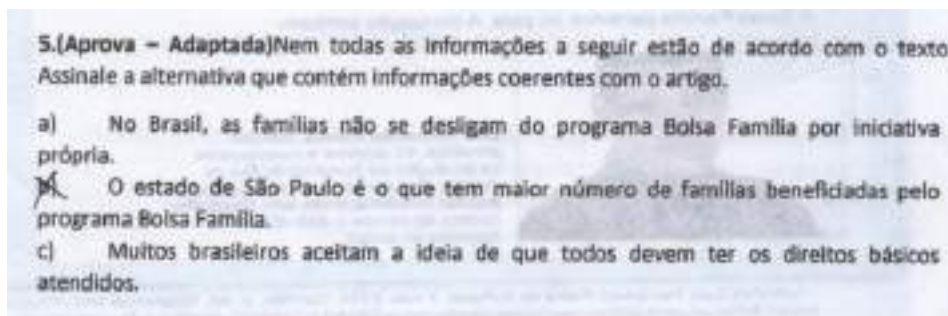 5.(Aprova – Adaptada)Nem todas as informações a seguir estão de acordo com o texto
Assinale a alternativa que contém informações coerentes com o artigo.
a) No Brasil, as famílias não se desligam do programa Bolsa Família por iniciativa
própria.
O estado de São Paulo é o que tem maior número de famílias beneficiadas pelo
programa Bolsa Família.
c) Muitos brasileiros aceitam a ideia de que todos devem ter os direitos básicos
atendidos.